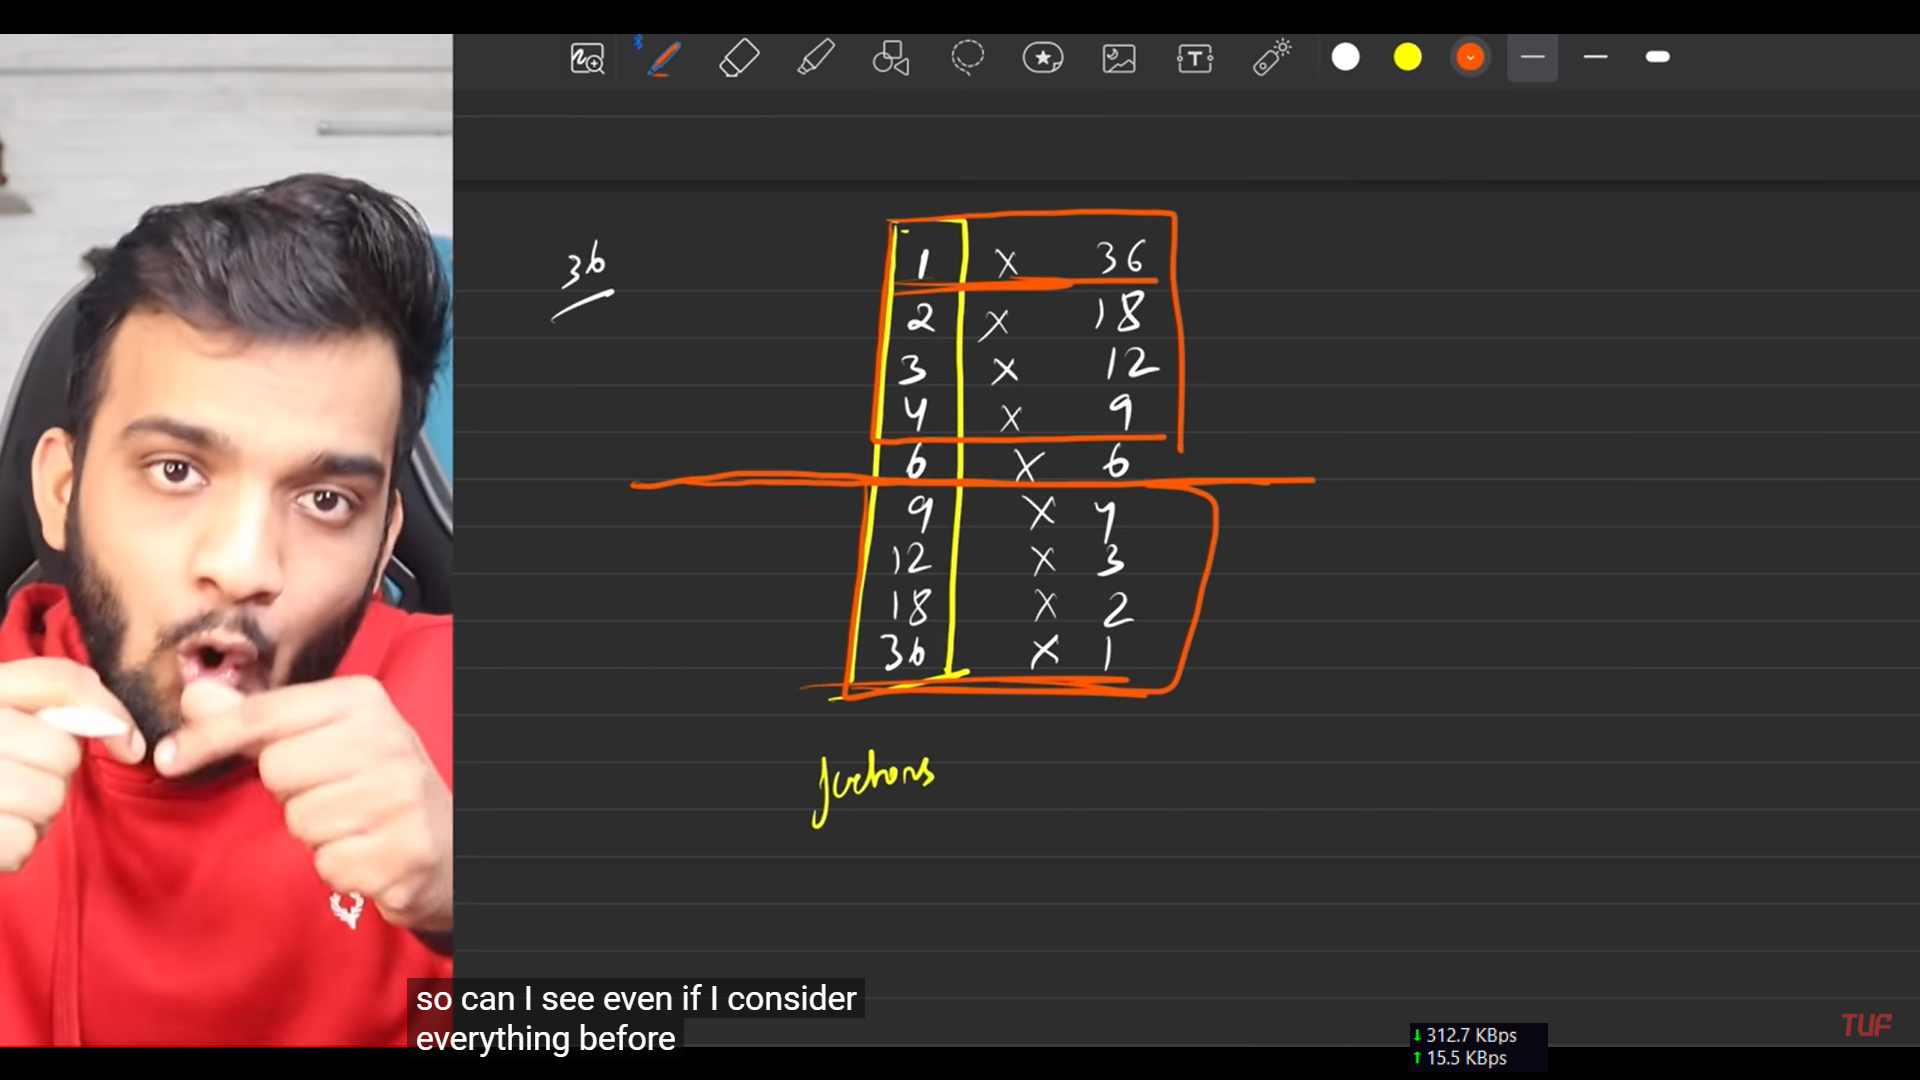 T
36
1 x 36
2 x 18
3 x 12
4 x 9
6 x 6
9 x 4
12 x 3
18 x 2
36 x 1
factors
so can I see even if I consider
everything before
↓ 312.7 KBps
↑ 15.5 KBps
TUF